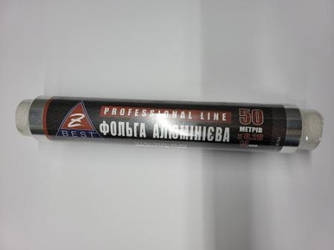 PROFESSIONAL LINE
Z
BEST
ФОЛЬГА АЛЮМІНІЄВА
50
МЕТРІВ